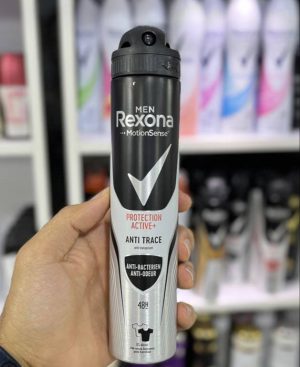 MEN
Rexona
MotionSense
PROTECTION
ACTIVE+
ANTI TRACE
ANTI-BACTERIEN
ANTI-ODEUR
48H